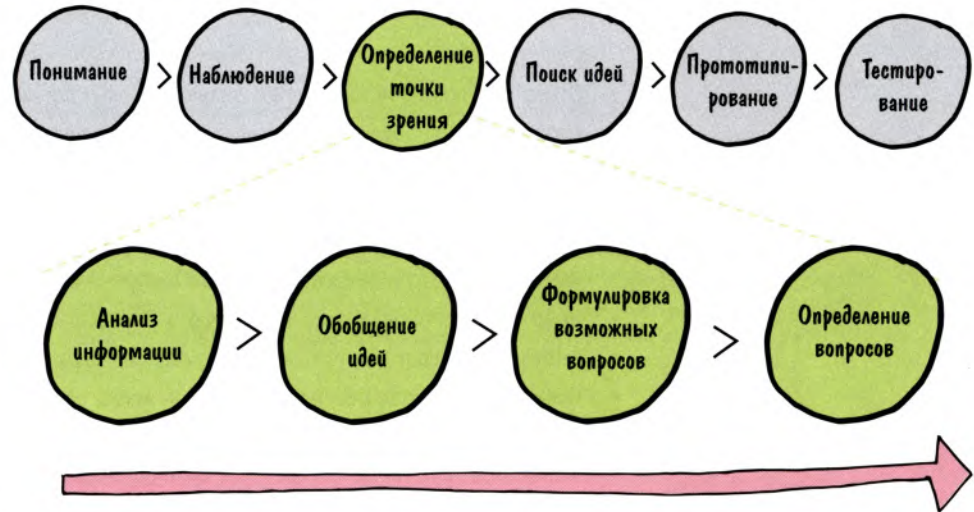 Понимание
Наблюдение
Определение
точки
зрения
Поиск идей
Прототипи-
рование
Тестиро-
вание
Анализ
информации
Обобщение
идей
Формулировка
возможных
вопросов
Определение
вопросов